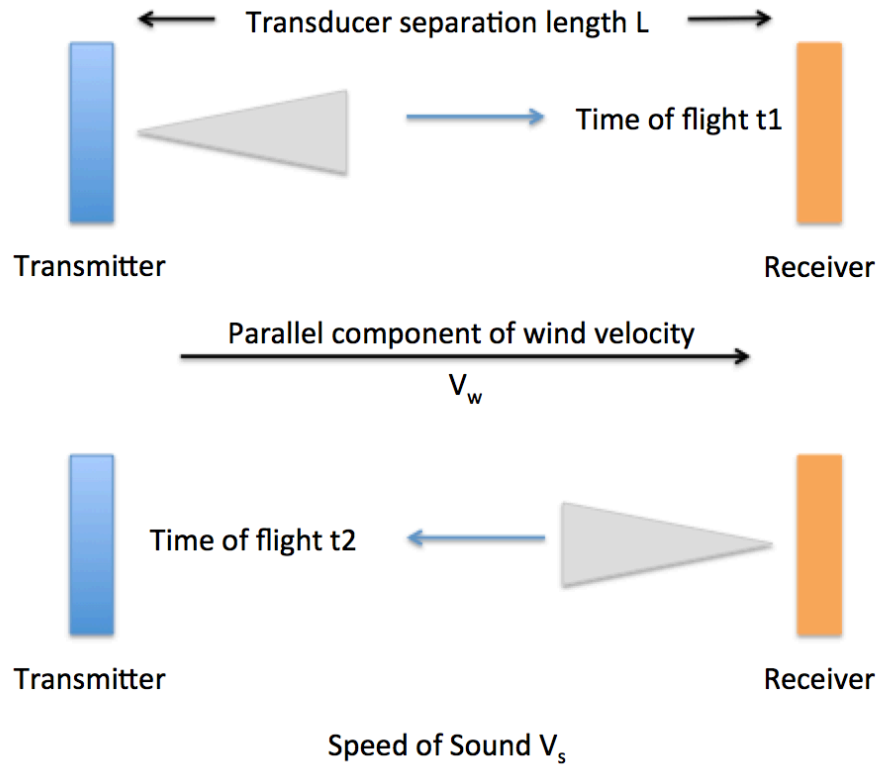 Transducer separation length L
Time of flight t1
Transmitter
Receiver
Parallel component of wind velocity
Vw
Time of flight t2
Transmitter
Receiver
Speed of Sound Vs